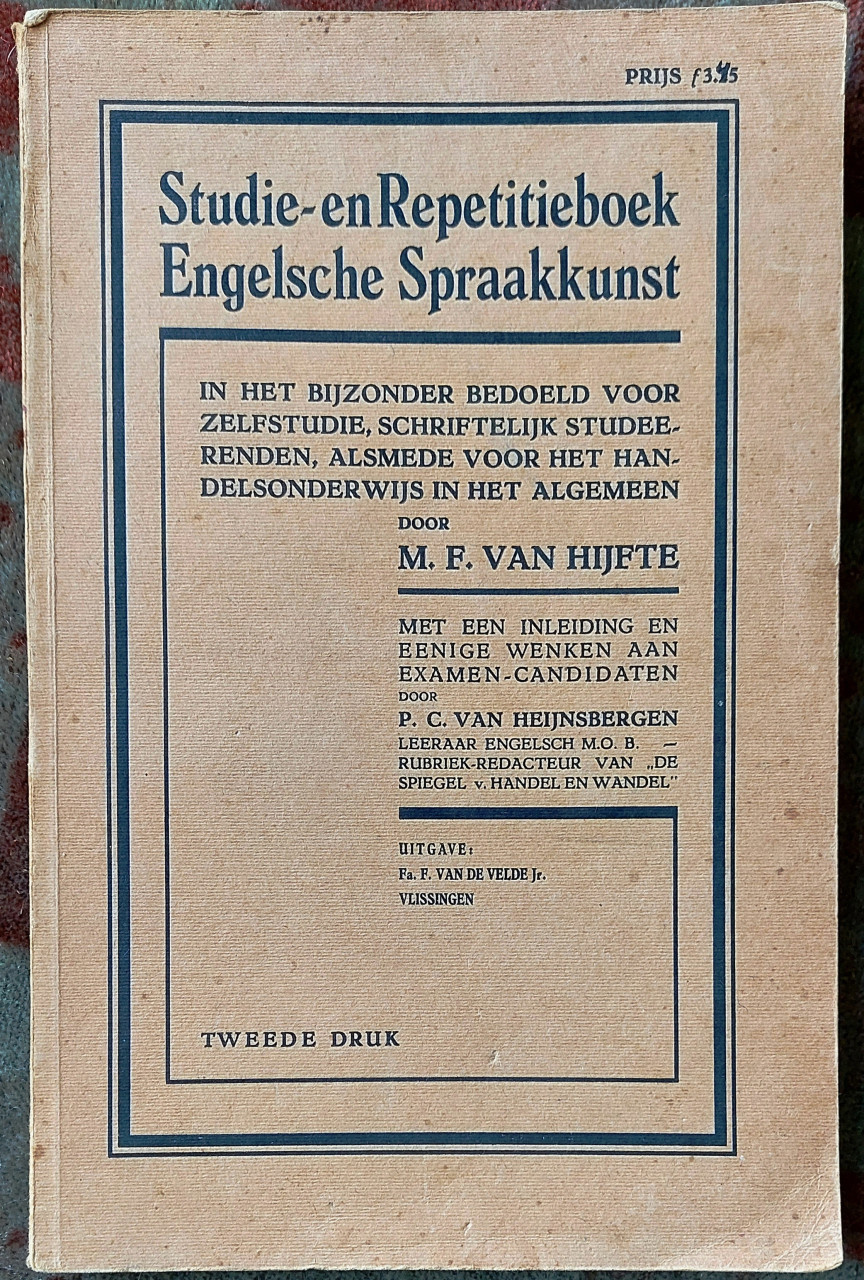 PRIJS f 3.45
Studie- en Repetitieboek
Engelsche Spraakkunst
IN HET BIJZONDER BEDOELD VOOR
ZELFSTUDIE, SCHRIFTELIJK STUDEE-
RENDEN, ALSMEDE VOOR HET HAN-
DELSONDERWIJS IN HET ALGEMEEN
DOOR
M. F. VAN HIJFTE
MET EEN INLEIDING EN
EENIGE WENKEN AAN
EXAMEN-CANDIDATEN
DOOR
P. C. VAN HEIJNSBERGEN
LEERAAR ENGELSCH M.O. B. —
RUBRIEK-REDACTEUR VAN „DE
SPIEGEL v. HANDEL EN WANDEL"
UITGAVE:
Fa. F. VAN DE VELDE Jr.
VLISSINGEN
TWEEDE DRUK